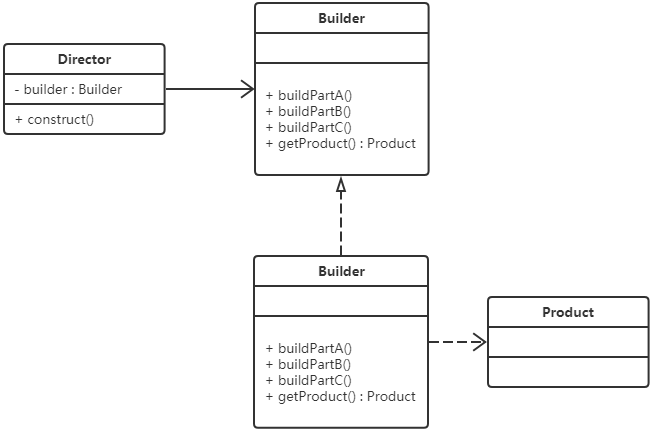 Builder
+ buildPartA()
+ buildPartB()
+ buildPartC()
+ getProduct() : Product
Director
- builder : Builder
+ construct()
Builder
+ buildPartA()
+ buildPartB()
+ buildPartC()
+ getProduct() : Product
Product